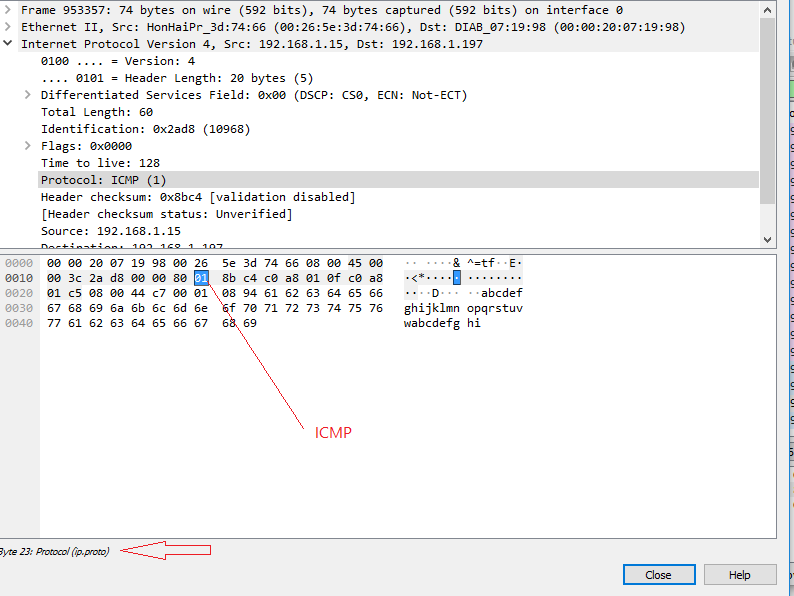 Frame 953357: 74 bytes on wire (592 bits), 74 bytes captured (592 bits) on interface 0
Ethernet II, Src: HonHaiPr_3d:74:66 (00:26:5e:3d:74:66), Dst: DIAB_07:19:98 (00:00:20:07:19:98)
Internet Protocol Version 4, Src: 192.168.1.15, Dst: 192.168.1.197
0100 .... = Version: 4
.... 0101 = Header Length: 20 bytes (5)
Differentiated Services Field: 0x00 (DSCP: CS0, ECN: Not-ECT)
Total Length: 60
Identification: 0x2ad8 (10968)
Flags: 0x0000
Time to live: 128
Protocol: ICMP (1)
Header checksum: 0x8bc4 [validation disabled]
[Header checksum status: Unverified]
Source: 192.168.1.15
Destination: 192.168.1.197
0000 00 00 20 07 19 98 00 26 5e 3d 74 66 08 00 45 00 ·· ····& ^=tf··E·
0010 00 3c 2a d8 00 00 80 01 8b c4 c0 a8 01 0f c0 a8 ·<*····· ········
0020 01 c5 08 00 44 c7 00 01 08 94 61 62 63 64 65 66 ····D··· ··abcdef
0030 67 68 69 6a 6b 6c 6d 6e 6f 70 71 72 73 74 75 76 ghijklmn opqrstuv
0040 77 61 62 63 64 65 66 67 68 69 wabcdefg hi
ICMP
Byte 23: Protocol (ip.proto)
Close Help